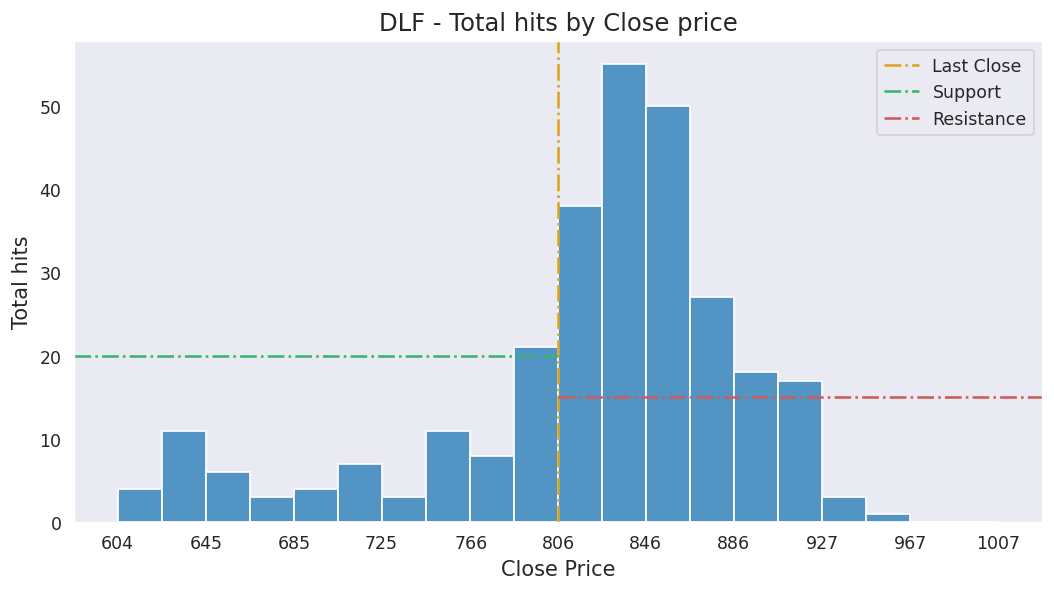 DLF - Total hits by Close price
Last Close
Support
Resistance
Total hits
50
40
30
20
10
0
604 645 685 725 766 806 846 886 927 967 1007
Close Price